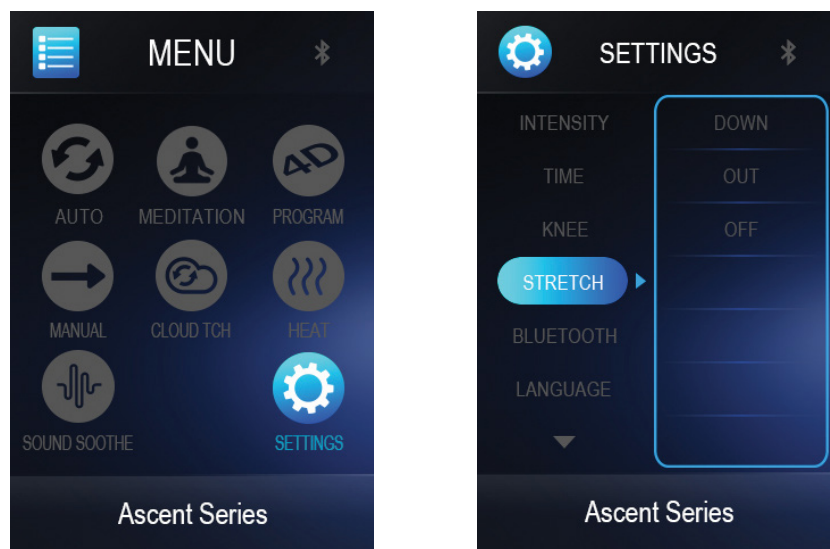 MENU
AUTO MEDITATION PROGRAM
4D
MANUAL CLOUD TCH HEAT
SOUND SOOTHE SETTINGS
Ascent Series
SETTINGS
INTENSITY DOWN
TIME OUT
KNEE OFF
STRETCH
BLUETOOTH
LANGUAGE
Ascent Series